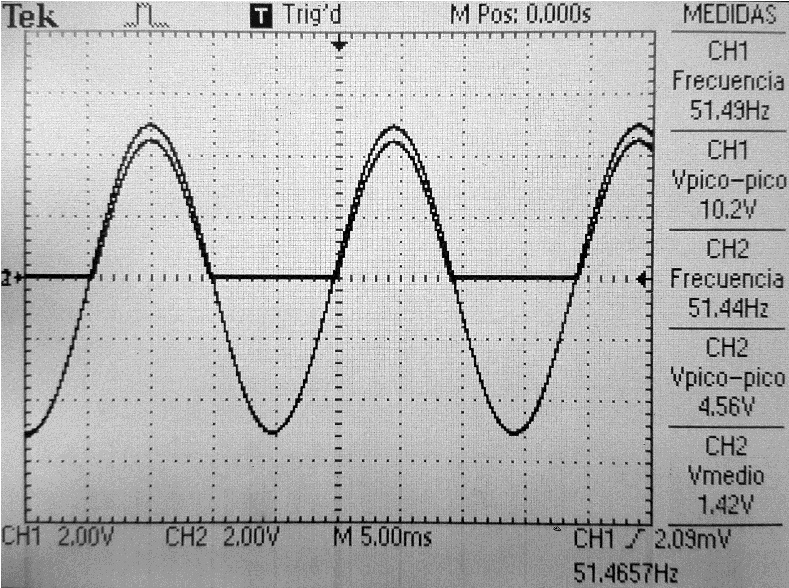 Tek T Trig'd M Pos: 0.000s MEDIDAS
CH1
Frecuencia
51.49Hz
CH1
Vpico-pico
10.2V
CH2
Frecuencia
51.44Hz
CH2
Vpico-pico
4.56V
CH2
Vmedio
1.42V
2
CH1 2.00V CH2 2.00V M 5.00ms CH1 2.09mV
51.4657Hz